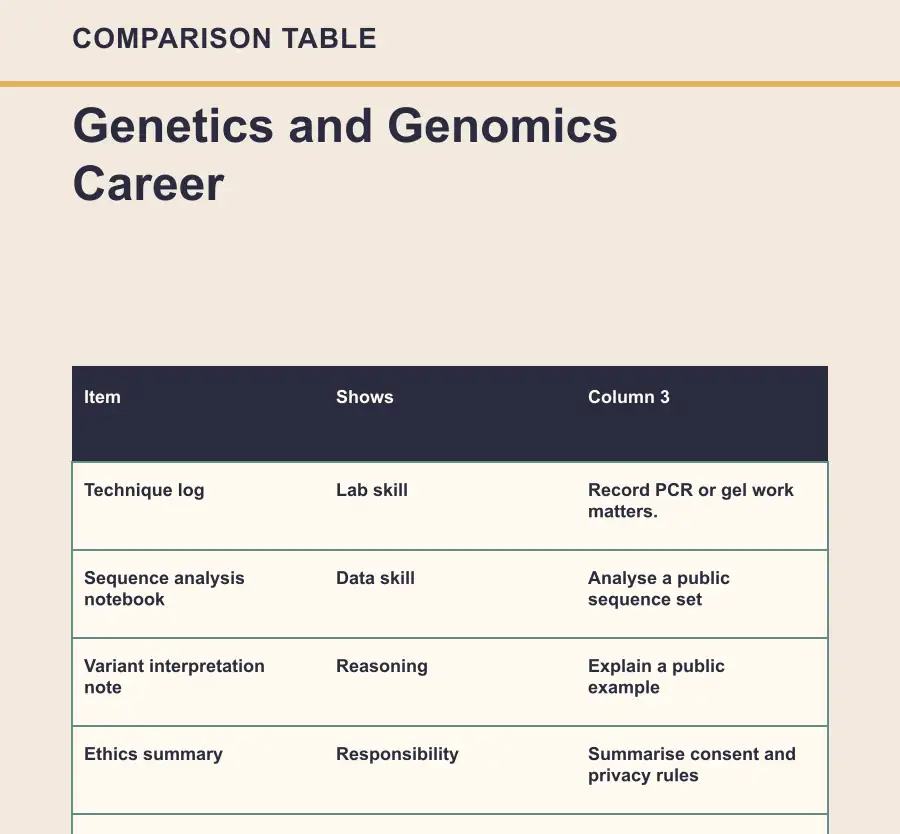 COMPARISON TABLE
Genetics and Genomics
Career
Item Shows Column 3
Technique log Lab skill Record PCR or gel work
matters.
Sequence analysis Data skill Analyse a public
notebook sequence set
Variant interpretation Reasoning Explain a public
note example
Ethics summary Responsibility Summarise consent and
privacy rules